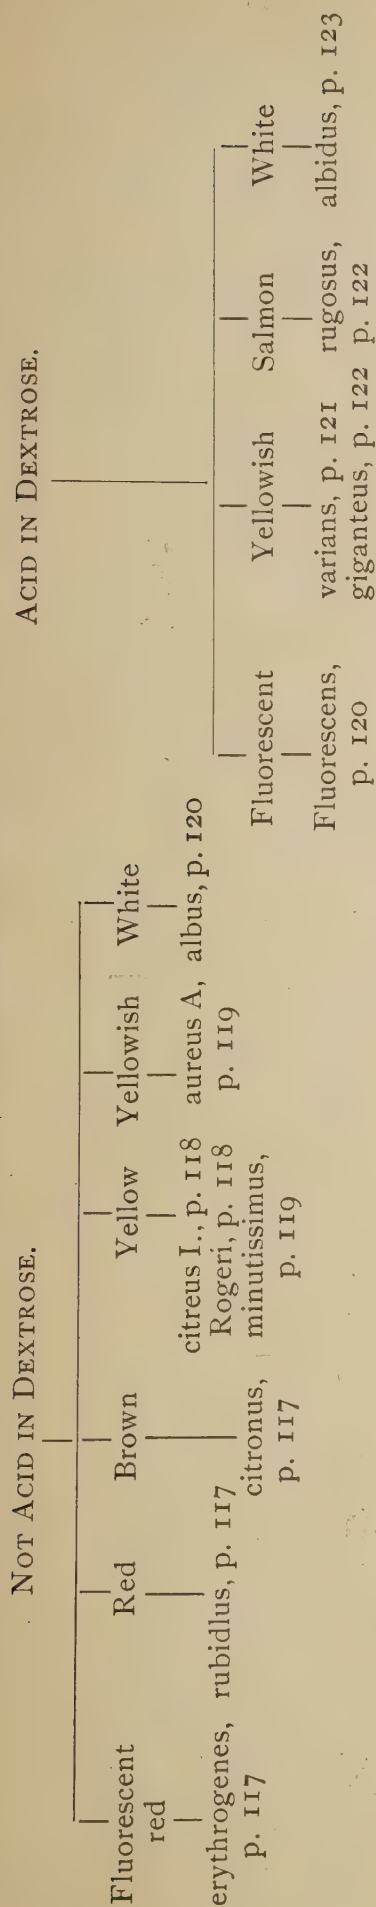 NOT ACID IN DEXTROSE.
Fluorescent
red
erythrogenes,
p. 117
Red
rubidlus, p. 117
Brown
citronus,
p. 117
Yellow
citreus I., p. 118
Rogeri, p. 118
minutissimus,
p. 119
Yellowish
aureus A,
p. 119
White
albus, p. 120
ACID IN DEXTROSE.
Fluorescent
Fluorescens,
p. 120
Yellowish
varians, p. 121
giganteus, p. 122
Salmon
rugosus,
p. 122
White
albidus, p. 123